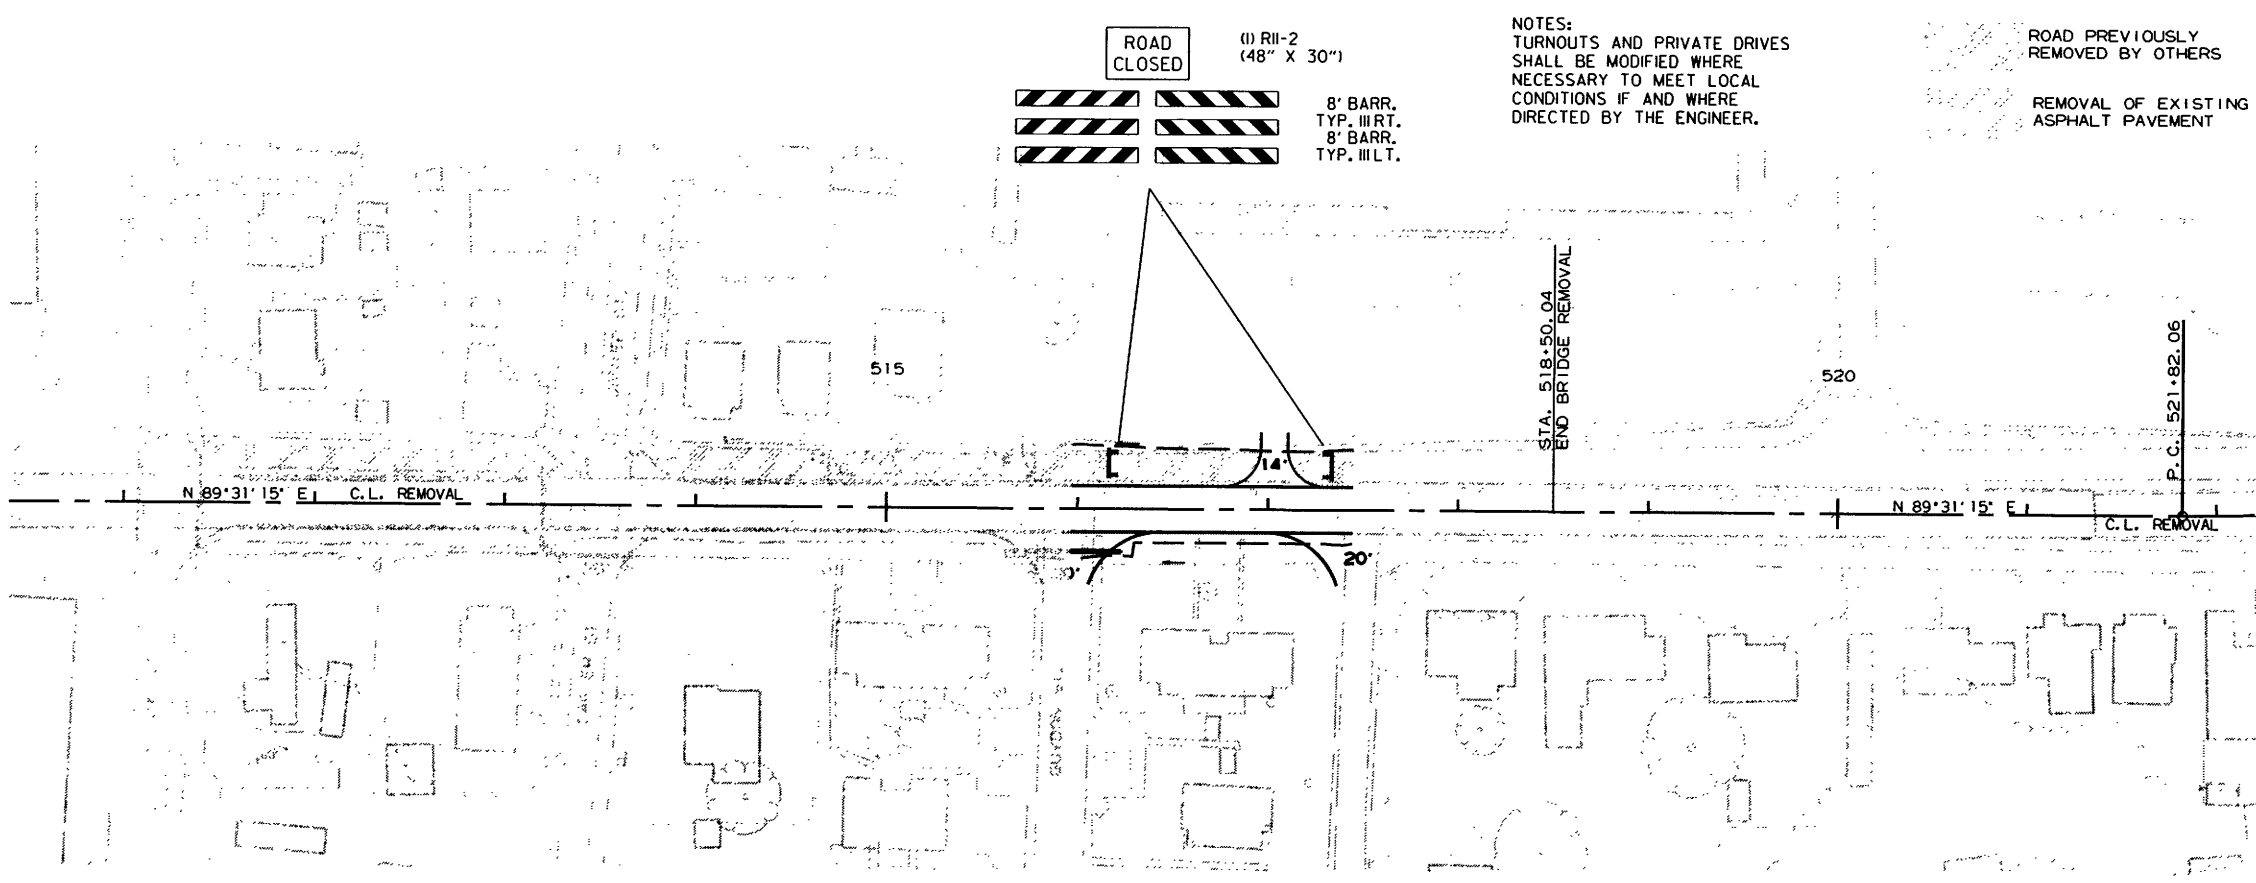 ROAD
CLOSED
(1) R11-2
(48" X 30")
8' BARR.
TYP. III RT.
8' BARR.
TYP. III LT.
NOTES:
TURNOUTS AND PRIVATE DRIVES
SHALL BE MODIFIED WHERE
NECESSARY TO MEET LOCAL
CONDITIONS IF AND WHERE
DIRECTED BY THE ENGINEER.
ROAD PREVIOUSLY
REMOVED BY OTHERS
REMOVAL OF EXISTING
ASPHALT PAVEMENT
515
STA. 518+50.04
END BRIDGE REMOVAL
520
P.C. 521+82.06
14'
N 89°31'15" E
C.L. REMOVAL
N 89°31'15" E
C.L. REMOVAL
20'